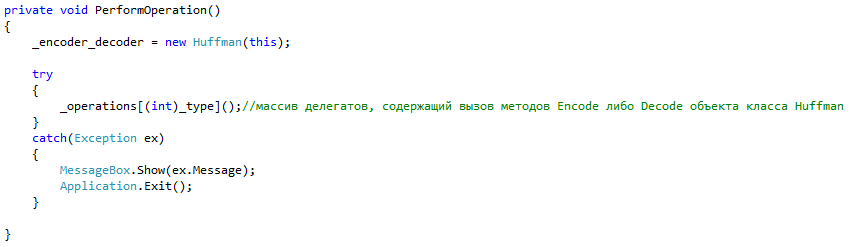 private void PerformOperation()
{
_encoder_decoder = new Huffman(this);
try
{
_operations[(int)_type]();//массив делегатов, содержащий вызов методов Encode либо Decode объекта класса Huffman
}
catch(Exception ex)
{
MessageBox.Show(ex.Message);
Application.Exit();
}
}